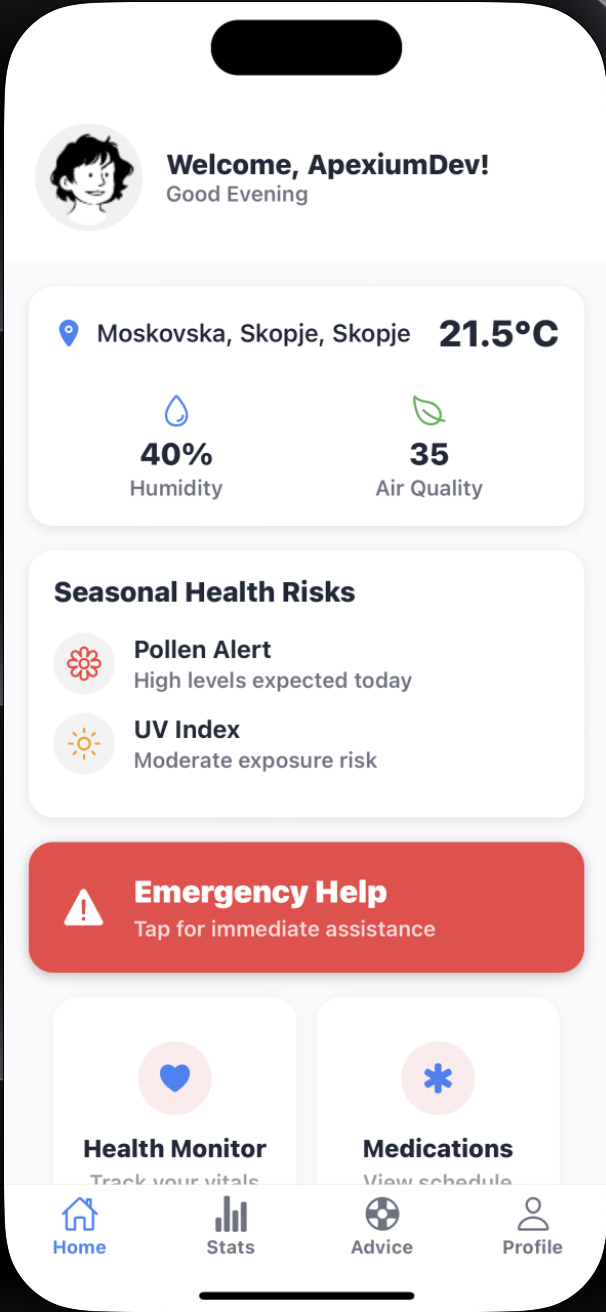 Welcome, ApexiumDev!
Good Evening
Moskovska, Skopje, Skopje 21.5°C
40% 35
Humidity Air Quality
Seasonal Health Risks
Pollen Alert
High levels expected today
UV Index
Moderate exposure risk
Emergency Help
Tap for immediate assistance
Health Monitor Medications
Track your vitals View schedule
Home Stats Advice Profile